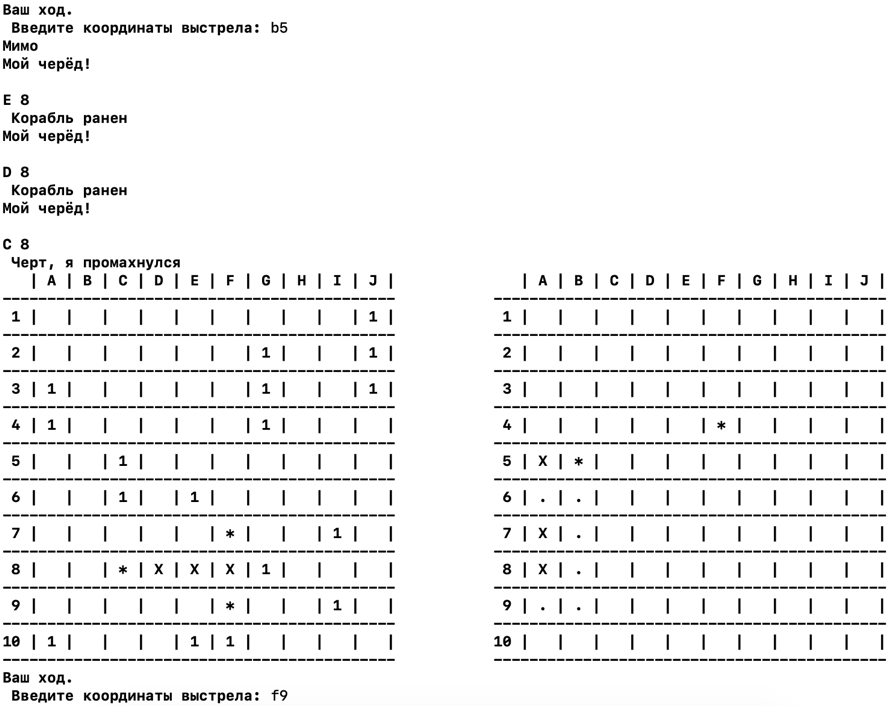 Ваш ход.
Введите координаты выстрела: b5
Мимо
Мой черёд!
E 8
Корабль ранен
Мой черёд!
D 8
Корабль ранен
Мой черёд!
C 8
Черт, я промахнулся
| A | B | C | D | E | F | G | H | I | J | | A | B | C | D | E | F | G | H | I | J |
1 | | | | | | | | | | 1 | 1 | | | | | | | | | | |
2 | | | | | | | 1 | | | 1 | 2 | | | | | | | | | | |
3 | 1 | | | | | | 1 | | | 1 | 3 | | | | | | | | | | |
4 | 1 | | | | | | 1 | | | | 4 | | | | | | * | | | | |
5 | | | 1 | | | | | | | | 5 | X | * | | | | | | | | |
6 | | | 1 | | 1 | | | | | | 6 | . | . | | | | | | | | |
7 | | | | | | * | | | 1 | | 7 | X | . | | | | | | | | |
8 | | | * | X | X | X | 1 | | | | 8 | X | . | | | | | | | | |
9 | | | | | | * | | | 1 | | 9 | . | . | | | | | | | | |
10 | 1 | | | | 1 | 1 | | | | | 10 | | | | | | | | | | |
Ваш ход.
Введите координаты выстрела: f9